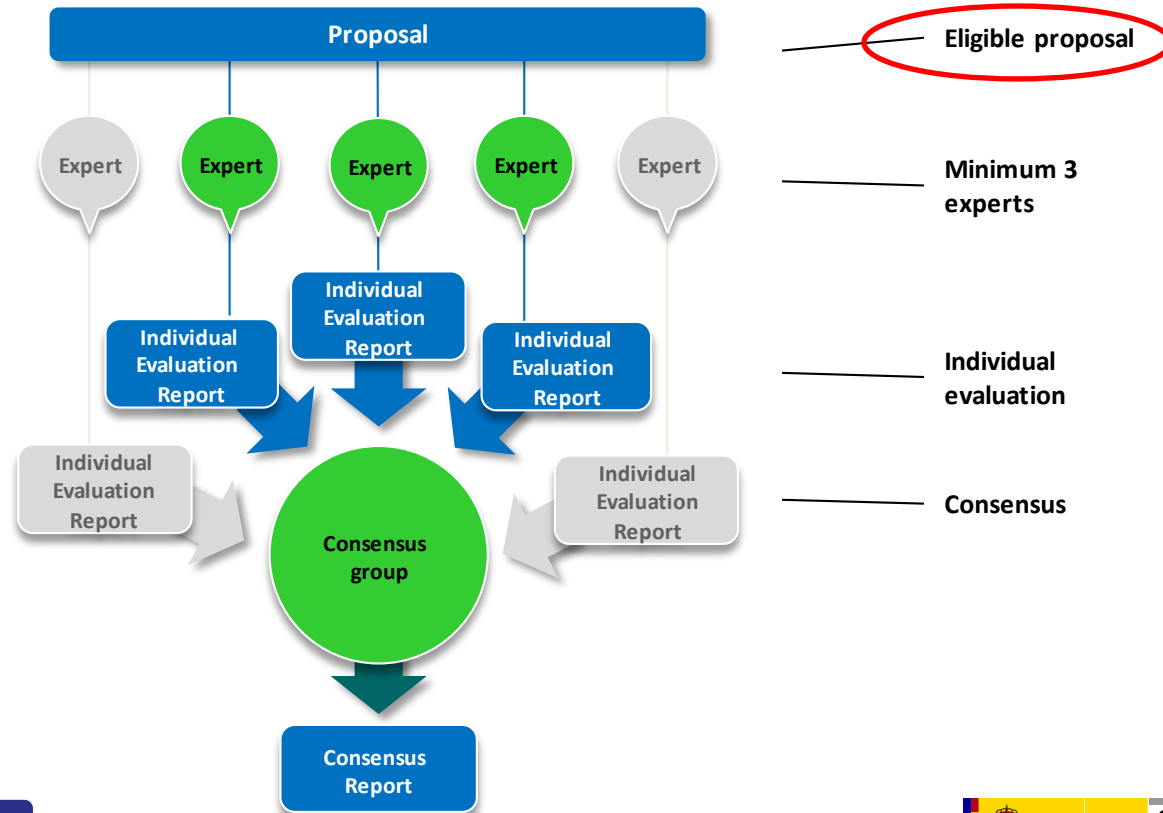 Proposal
Eligible proposal
Expert
Expert
Expert
Expert
Expert
Minimum 3
experts
Individual
Evaluation
Report
Individual
Evaluation
Report
Individual
Evaluation
Report
Individual
evaluation
Individual
Evaluation
Report
Individual
Evaluation
Report
Consensus
Consensus
group
Consensus
Report